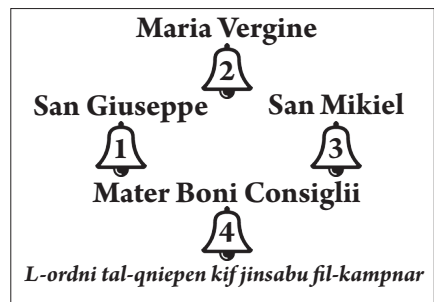 Maria Vergine
2
San Giuseppe San Mikiel
1 3
Mater Boni Consiglii
4
L-ordni tal-qniepen kif jinsabu fil-kampnar